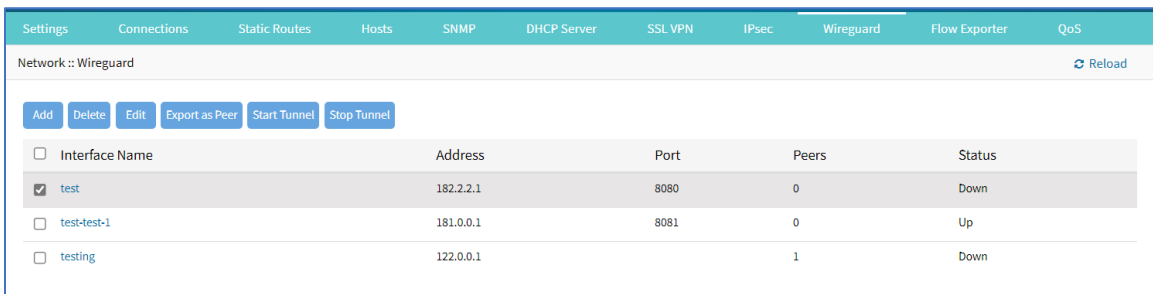 Settings Connections Static Routes Hosts SNMP DHCP Server SSL VPN IPsec Wireguard Flow Exporter QoS
Network :: Wireguard Reload
Add Delete Edit Export as Peer Start Tunnel Stop Tunnel
Interface Name Address Port Peers Status
test 182.2.2.1 8080 0 Down
test-test-1 181.0.0.1 8081 0 Up
testing 122.0.0.1 1 Down